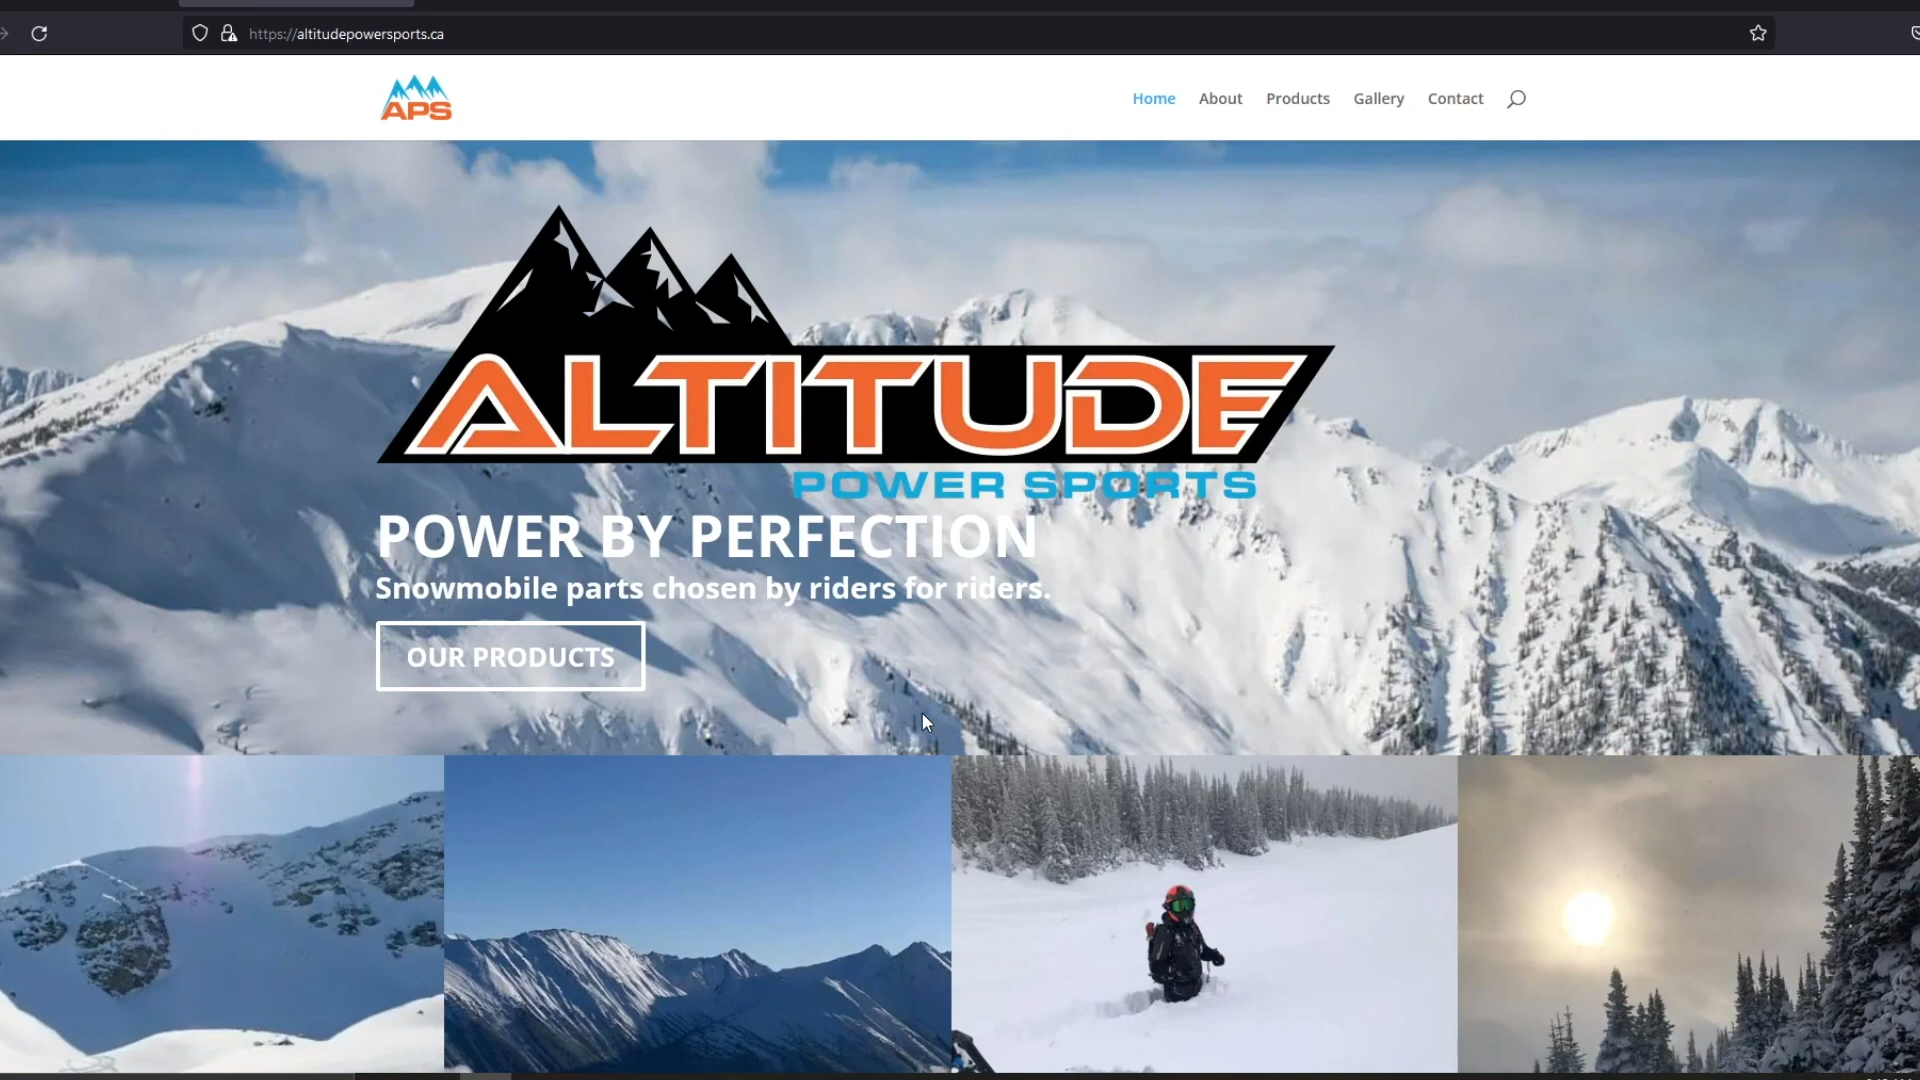 https://altitudepowersports.ca
APS
Home About Products Gallery Contact
ALTITUDE
POWER SPORTS
POWER BY PERFECTION
Snowmobile parts chosen by riders for riders.
OUR PRODUCTS